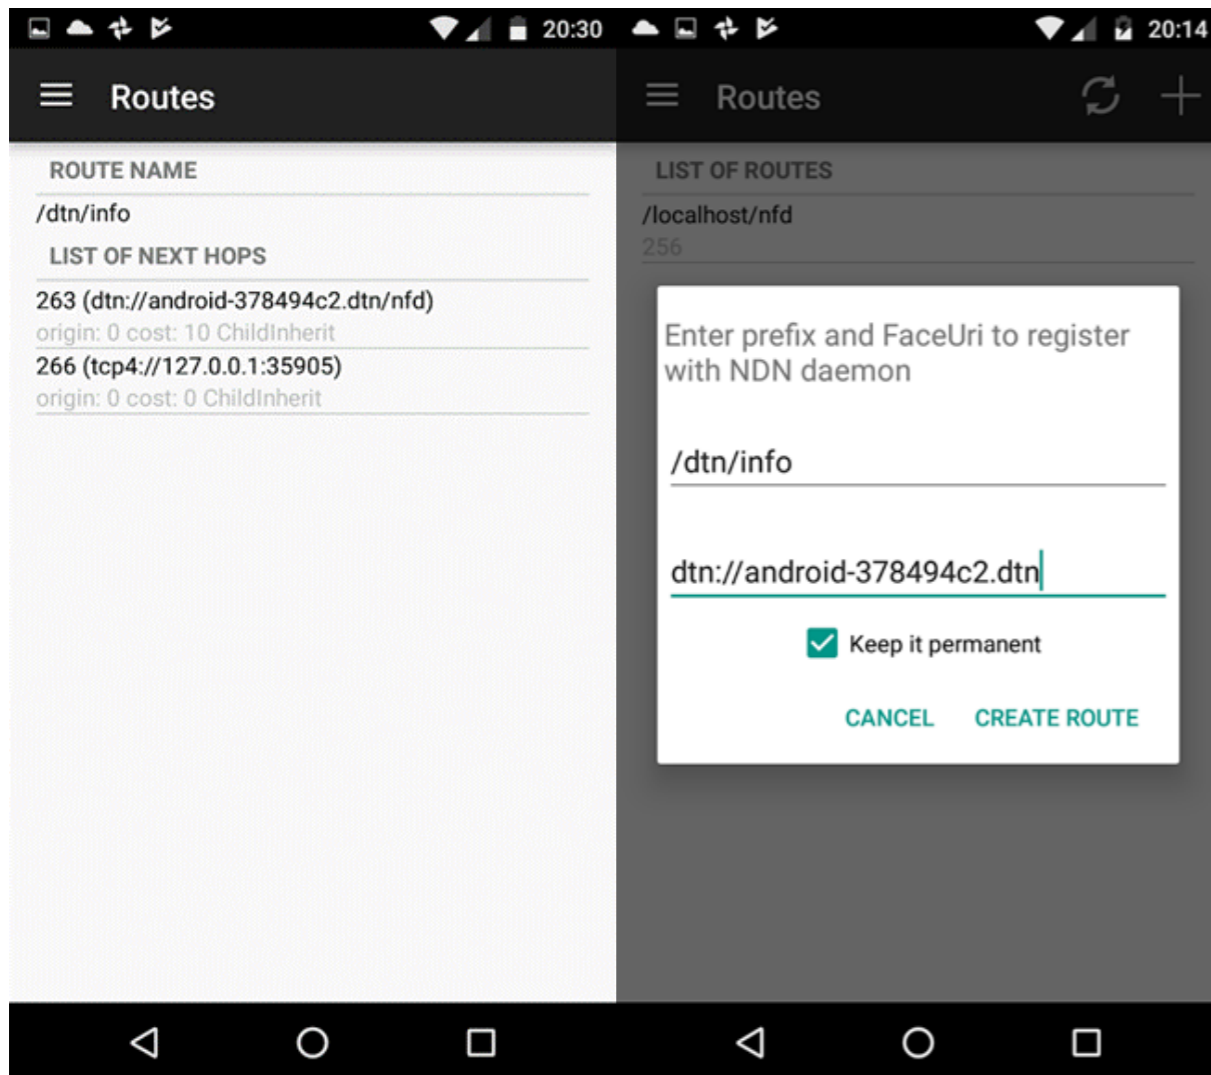 20:30
Routes
ROUTE NAME
/dtn/info
LIST OF NEXT HOPS
263 (dtn://android-378494c2.dtn/nfd)
origin: 0 cost: 10 ChildInherit
266 (tcp4://127.0.0.1:35905)
origin: 0 cost: 0 ChildInherit
20:14
Routes
LIST OF ROUTES
/localhost/nfd
256
Enter prefix and FaceUri to register
with NDN daemon
/dtn/info
dtn://android-378494c2.dtn
Keep it permanent
CANCEL CREATE ROUTE